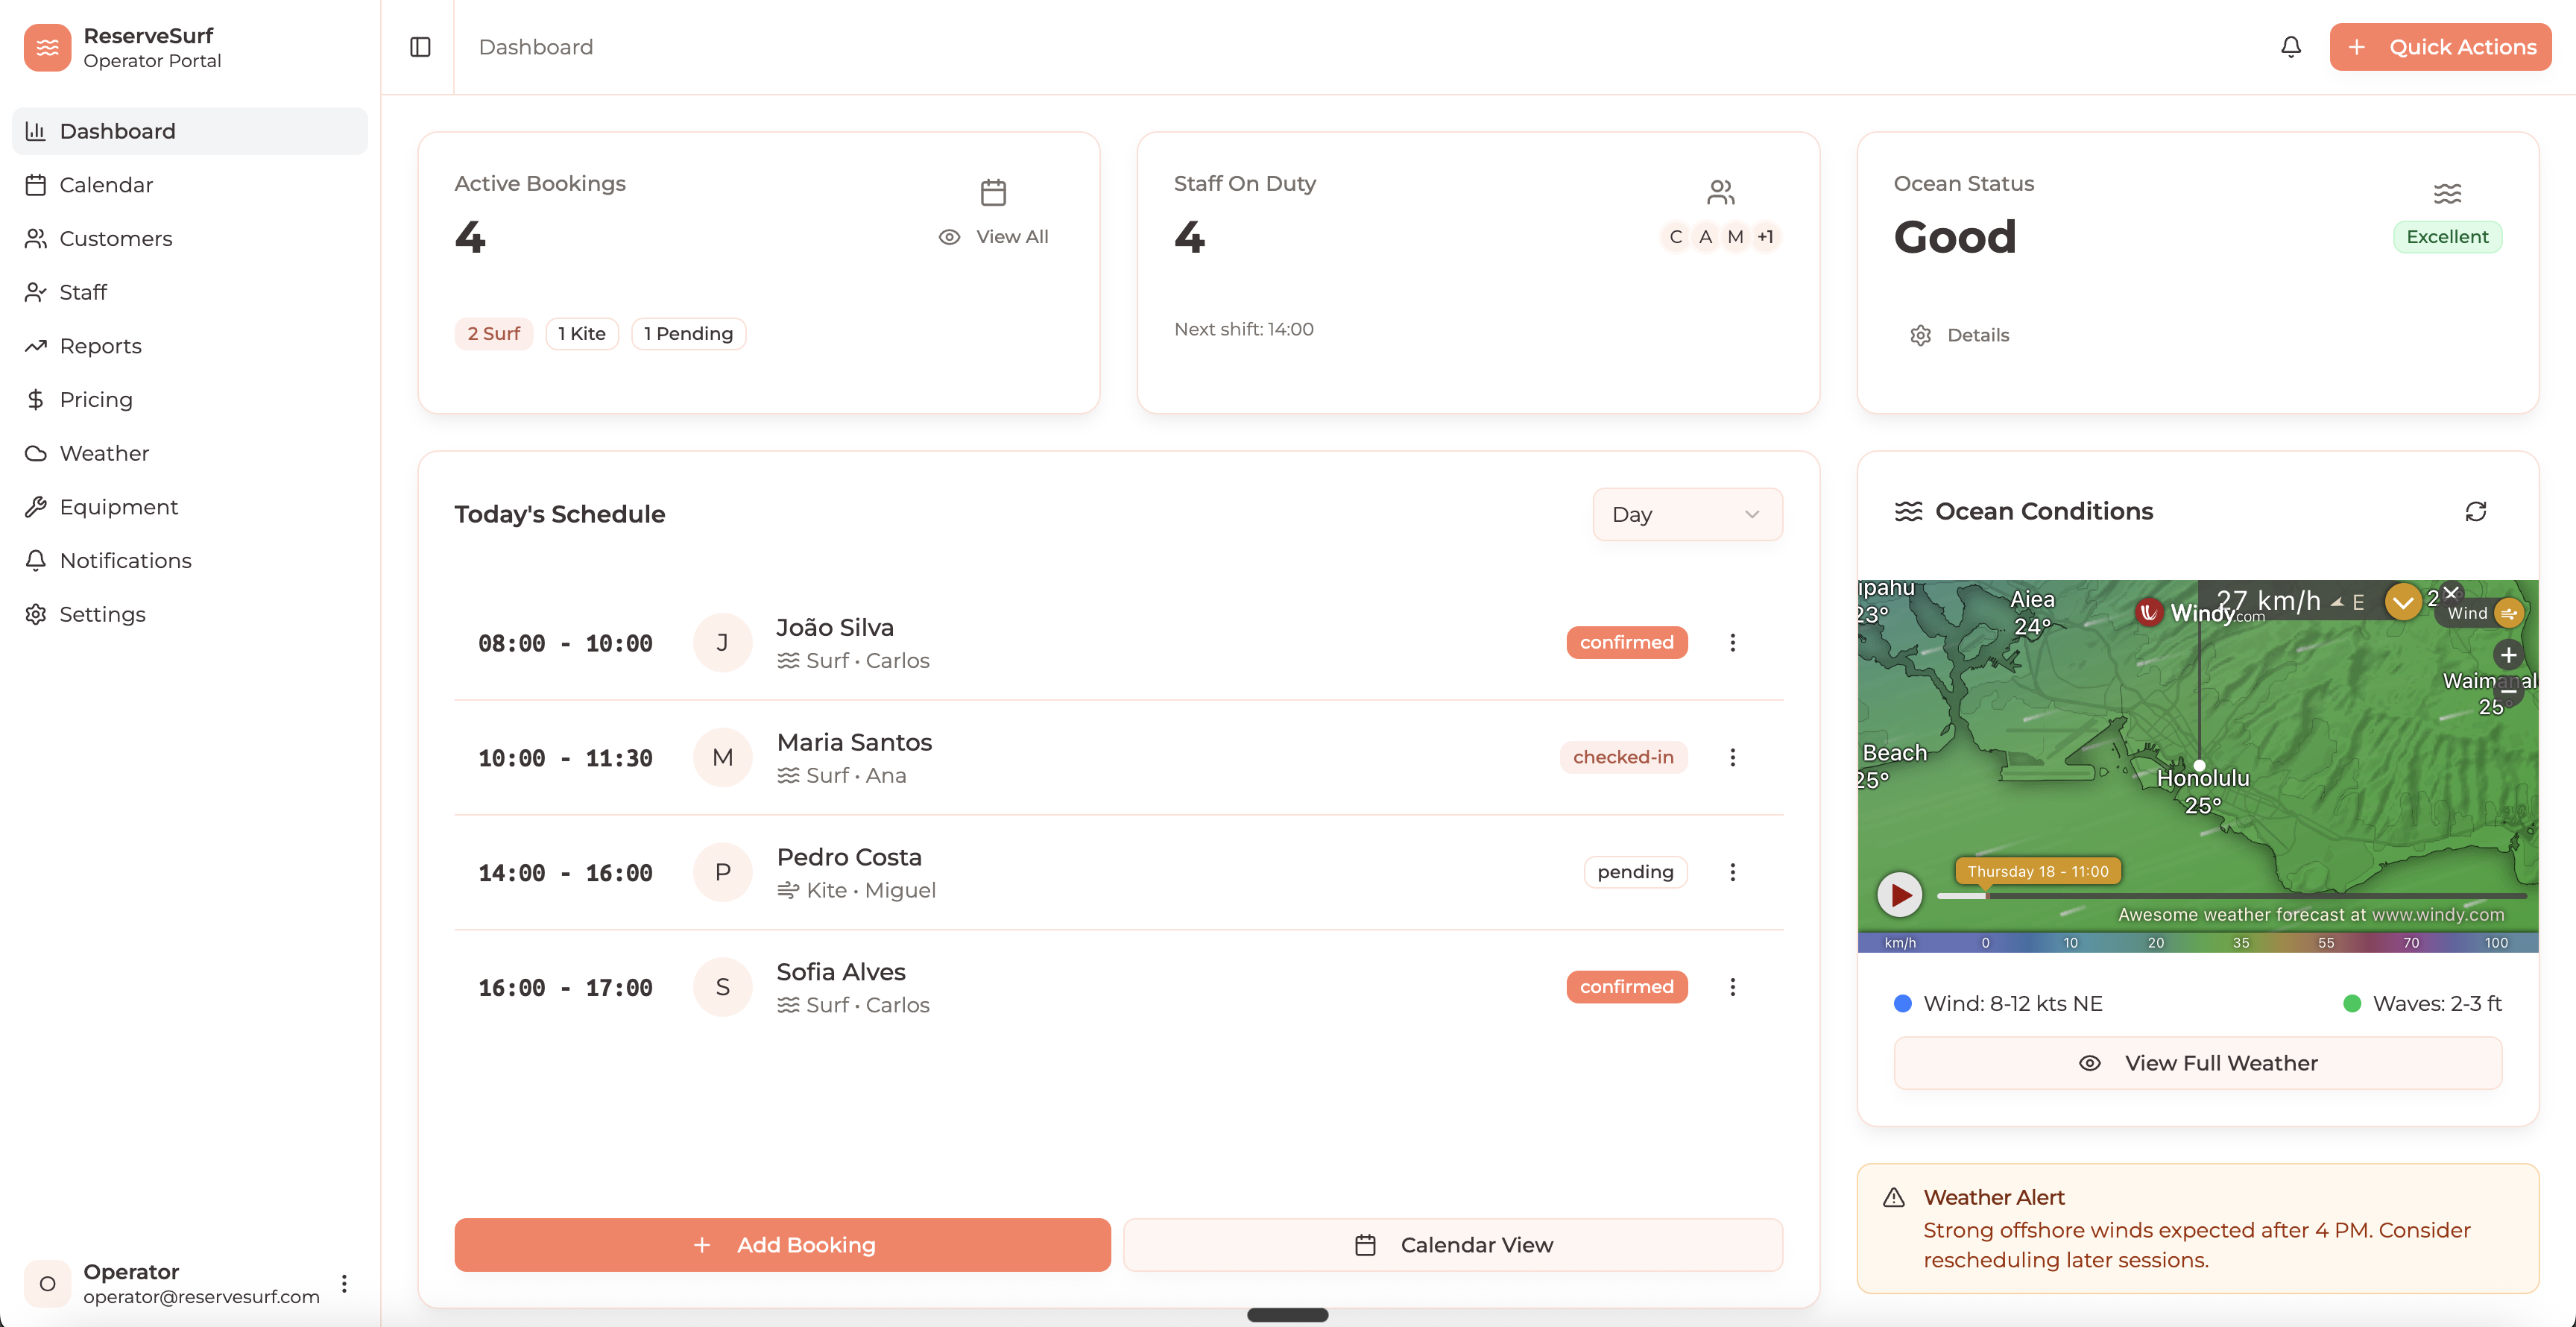 ReserveSurf
Operator Portal
Dashboard
Calendar
Customers
Staff
Reports
Pricing
Weather
Equipment
Notifications
Settings
O
Operator
operator@reservesurf.com
Dashboard
Quick Actions
Active Bookings
4
View All
2 Surf
1 Kite
1 Pending
Staff On Duty
4
C A M +1
Next shift: 14:00
Ocean Status
Good
Excellent
Details
Today's Schedule
Day
08:00 - 10:00
J
João Silva
Surf • Carlos
confirmed
10:00 - 11:30
M
Maria Santos
Surf • Ana
checked-in
14:00 - 16:00
P
Pedro Costa
Kite • Miguel
pending
16:00 - 17:00
S
Sofia Alves
Surf • Carlos
confirmed
Add Booking
Calendar View
Ocean Conditions
ipahu
23°
Aiea
24°
Windy.com
27 km/h E
Wind
25°
Beach
25°
Honolulu
25°
Thursday 18 - 11:00
Awesome weather forecast at www.windy.com
km/h 0 10 20 35 55 70 100
Wind: 8-12 kts NE
Waves: 2-3 ft
View Full Weather
Weather Alert
Strong offshore winds expected after 4 PM. Consider
rescheduling later sessions.